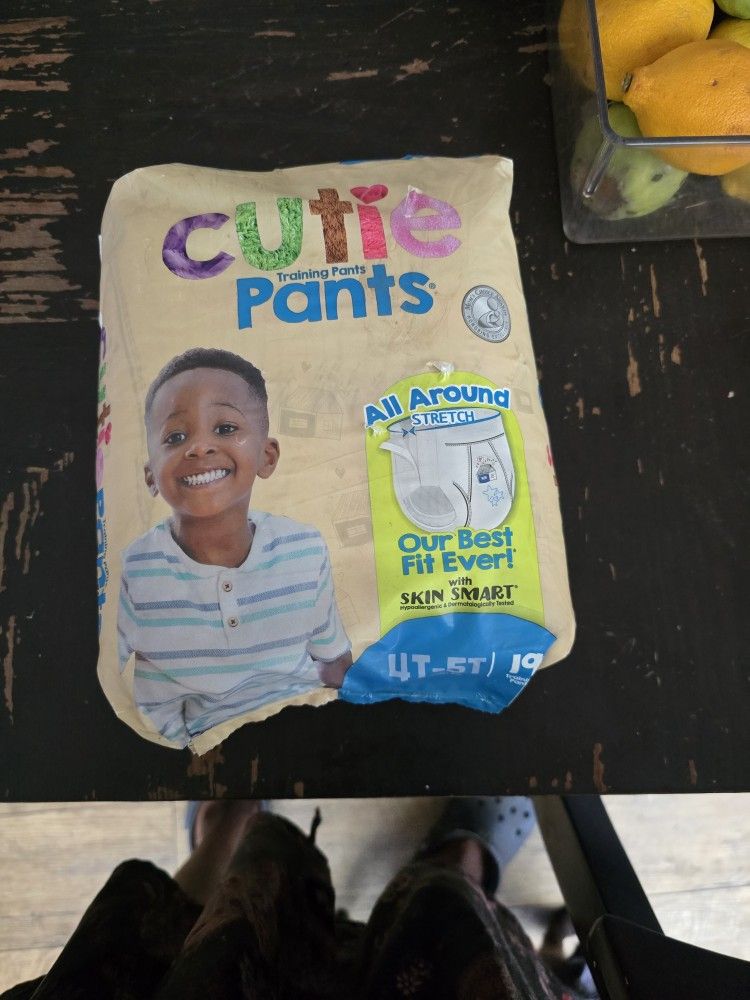 cutie
Training Pants
Pants®
All Around
STRETCH
Our Best
Fit Ever!
with
SKIN SMART
Hypoallergenic & Dermatologically Tested
4T-5T
19